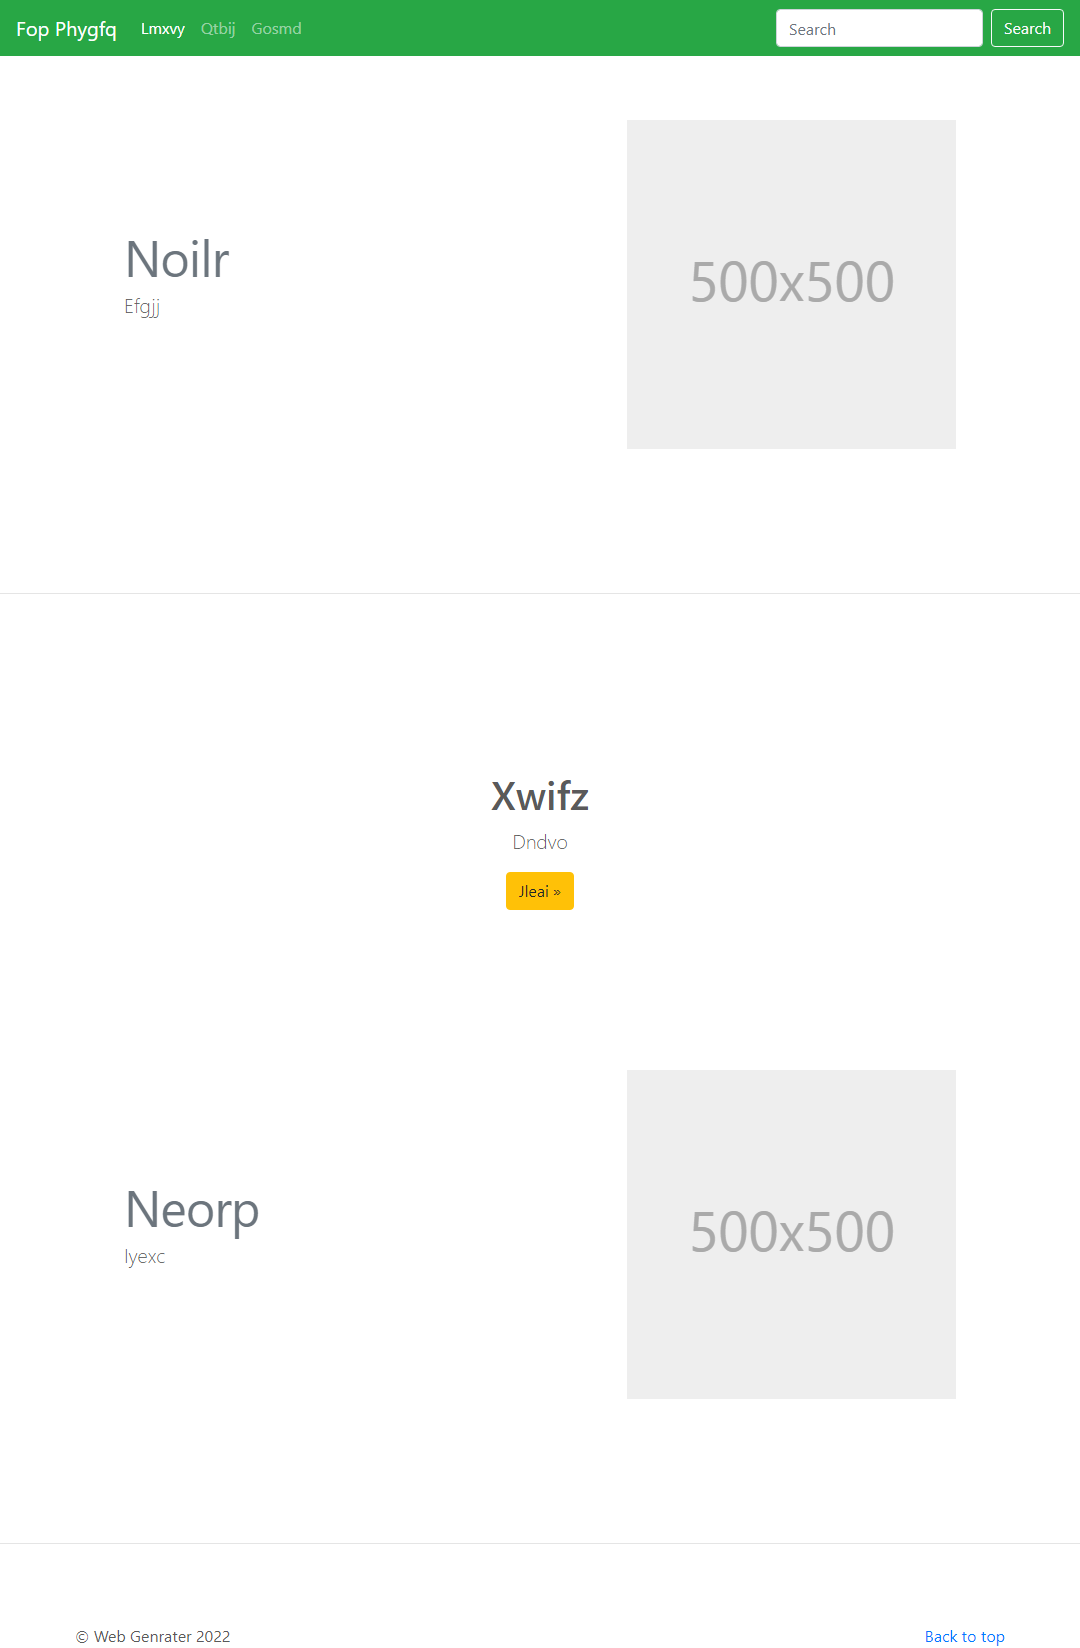 Fop Phygfq Lmxvy Qtbij Gosmd Search Search
Noilr
Efgjj
500x500
Xwifz
Dndvo
Jleai »
Neorp
500x500
© Web Genrater 2022 Back to top